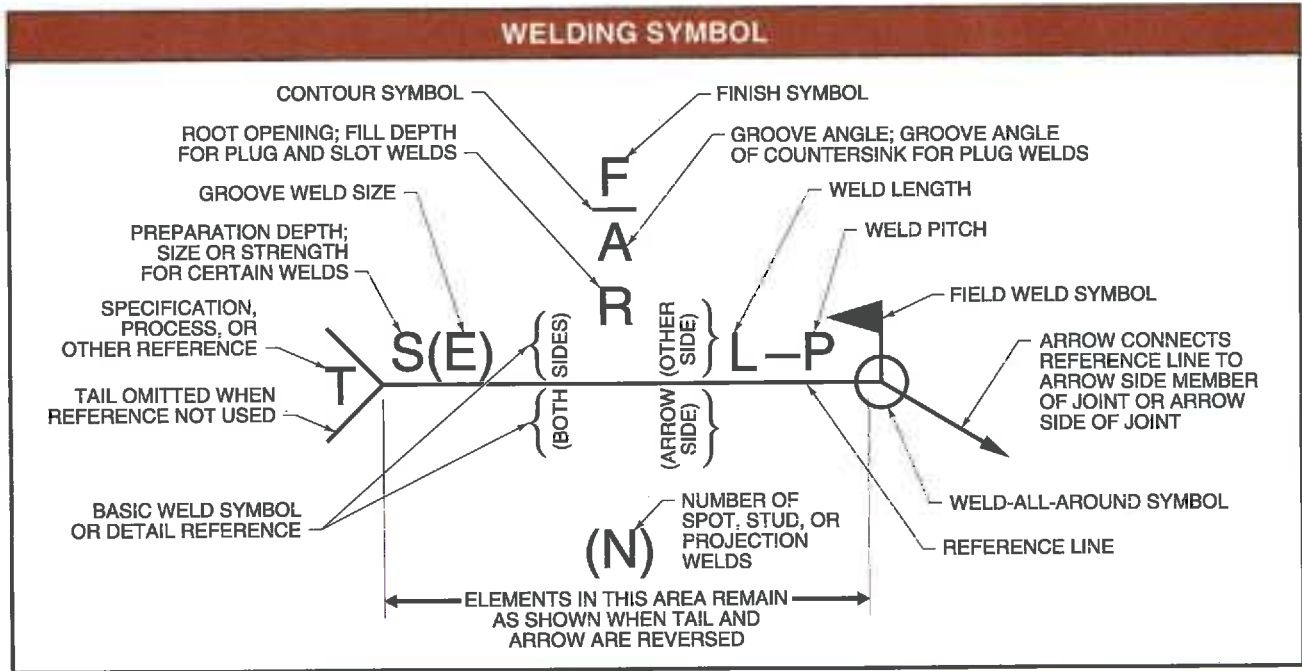 WELDING SYMBOL
CONTOUR SYMBOL
FINISH SYMBOL
ROOT OPENING; FILL DEPTH
FOR PLUG AND SLOT WELDS
GROOVE ANGLE; GROOVE ANGLE
OF COUNTERSINK FOR PLUG WELDS
F
A
R
GROOVE WELD SIZE
WELD LENGTH
PREPARATION DEPTH;
SIZE OR STRENGTH
FOR CERTAIN WELDS
WELD PITCH
SPECIFICATION,
PROCESS, OR
OTHER REFERENCE
FIELD WELD SYMBOL
T
S(E)
(BOTH SIDES)
(OTHER
SIDE)
(ARROW
SIDE)
L–P
TAIL OMITTED WHEN
REFERENCE NOT USED
ARROW CONNECTS
REFERENCE LINE TO
ARROW SIDE MEMBER
OF JOINT OR ARROW
SIDE OF JOINT
BASIC WELD SYMBOL
OR DETAIL REFERENCE
(N)
NUMBER OF
SPOT, STUD, OR
PROJECTION
WELDS
WELD-ALL-AROUND SYMBOL
REFERENCE LINE
ELEMENTS IN THIS AREA REMAIN
AS SHOWN WHEN TAIL AND
ARROW ARE REVERSED